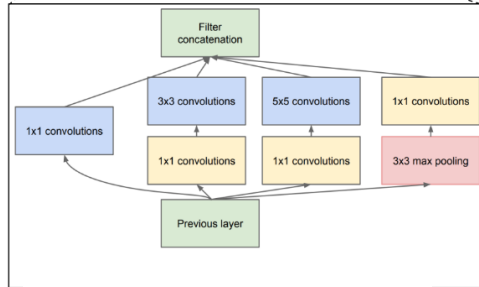 Filter
concatenation
3x3 convolutions
5x5 convolutions
1x1 convolutions
1x1 convolutions
1x1 convolutions
1x1 convolutions
3x3 max pooling
Previous layer